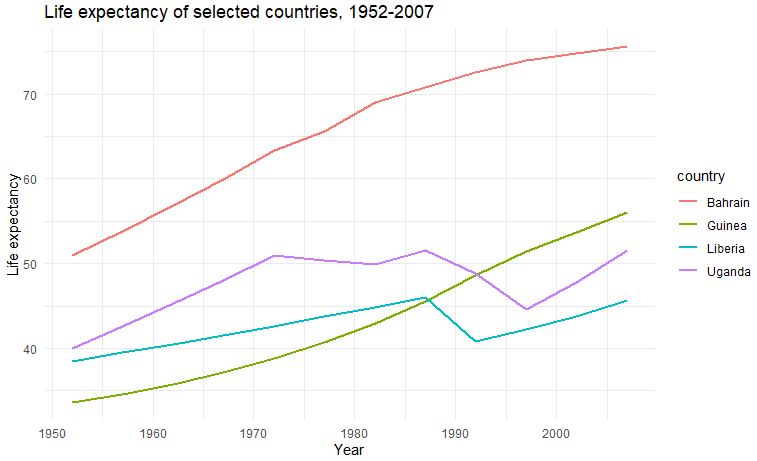 Life expectancy of selected countries, 1952-2007
Life expectancy
70
60
50
40
1950 1960 1970 1980 1990 2000
Year
country
Bahrain
Guinea
Liberia
Uganda